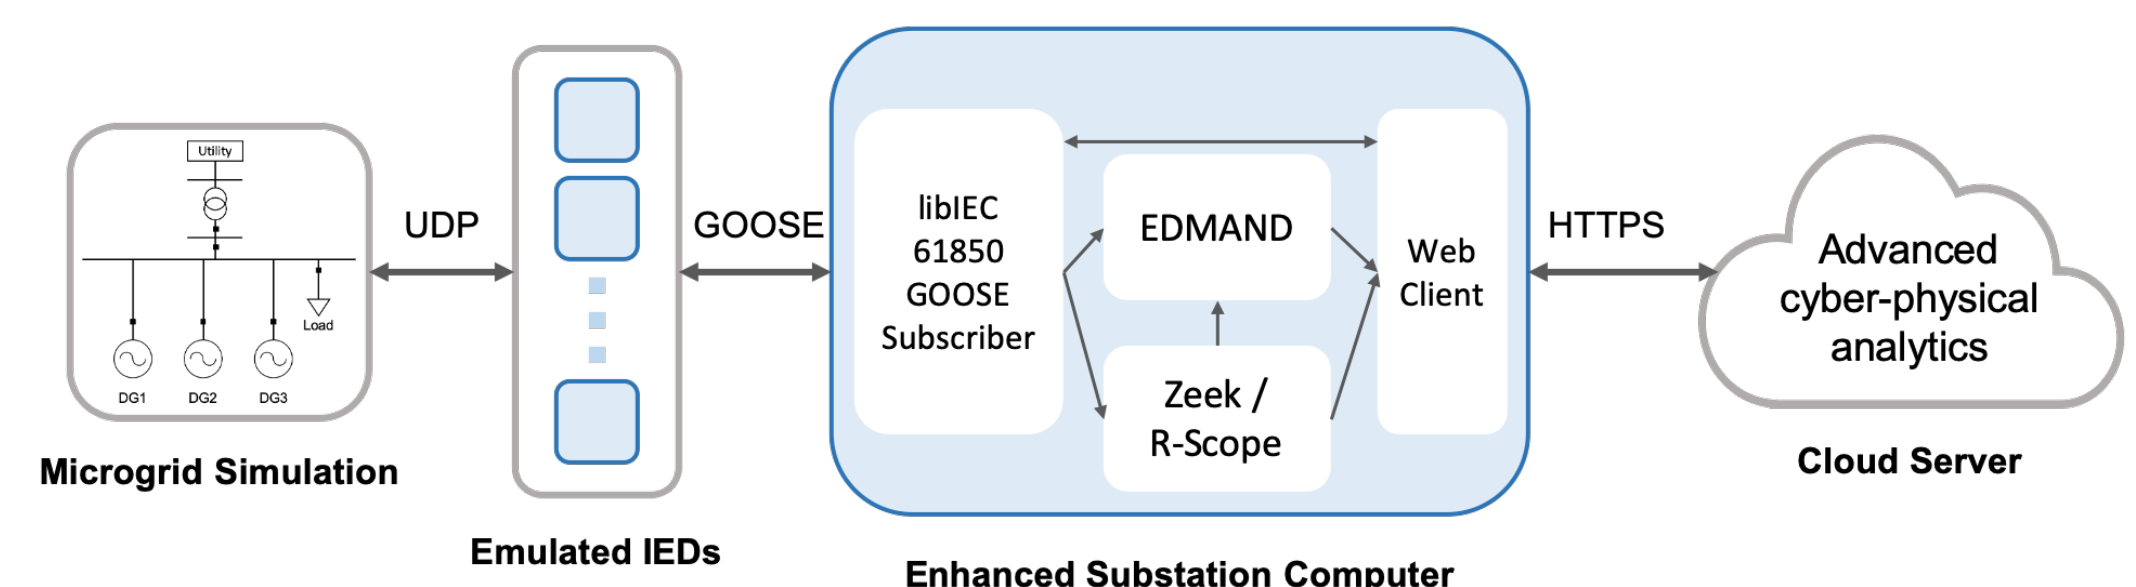 Utility
Load
DG1 DG2 DG3
Microgrid Simulation
UDP
Emulated IEDs
GOOSE
libIEC
61850
GOOSE
Subscriber
EDMAND
Zeek /
R-Scope
Web
Client
Enhanced Substation Computer
HTTPS
Advanced
cyber-physical
analytics
Cloud Server